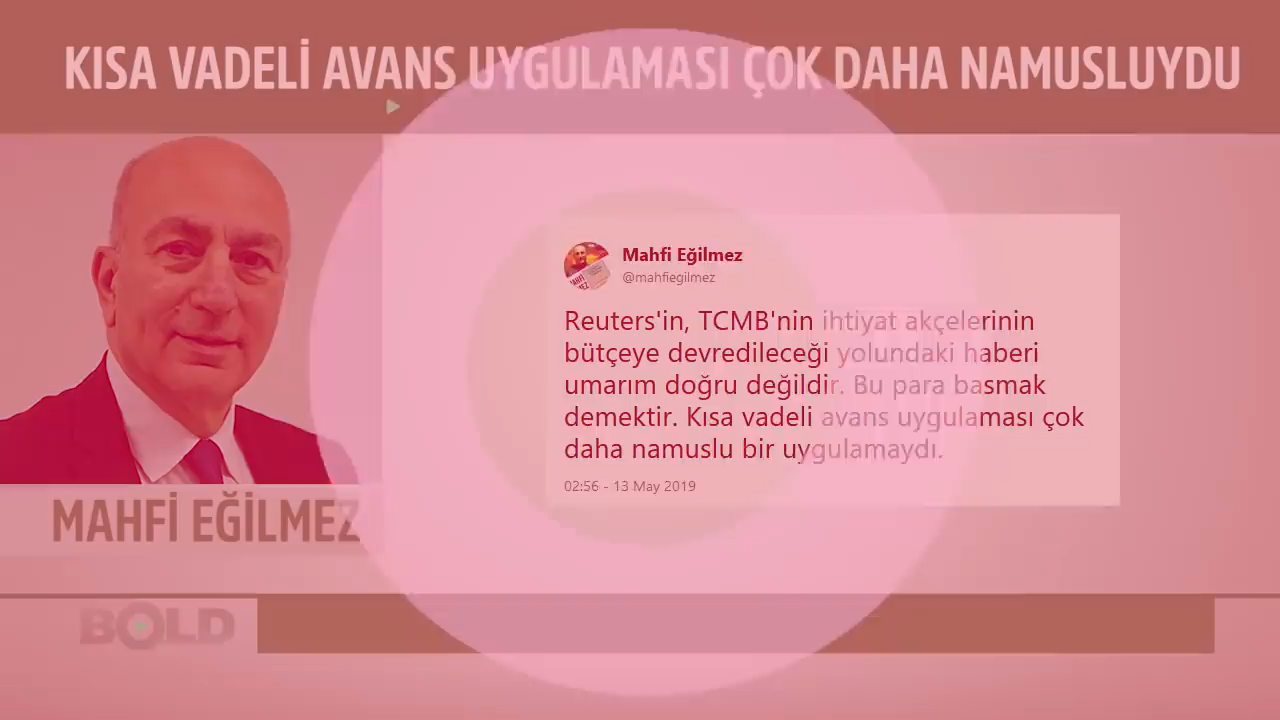 KISA VADELİ AVANS UYGULAMASI ÇOK DAHA NAMUSLUYDU
Mahfi Eğilmez
@mahfiegilmez
Reuters'in, TCMB'nin ihtiyat akçelerinin
bütçeye devredileceği yolundaki haberi
umarım doğru değildir. Bu para basmak
demektir. Kısa vadeli avans uygulaması çok
daha namuslu bir uygulamaydı.
02:56 - 13 May 2019
MAHFİ EĞİLMEZ
BOLD